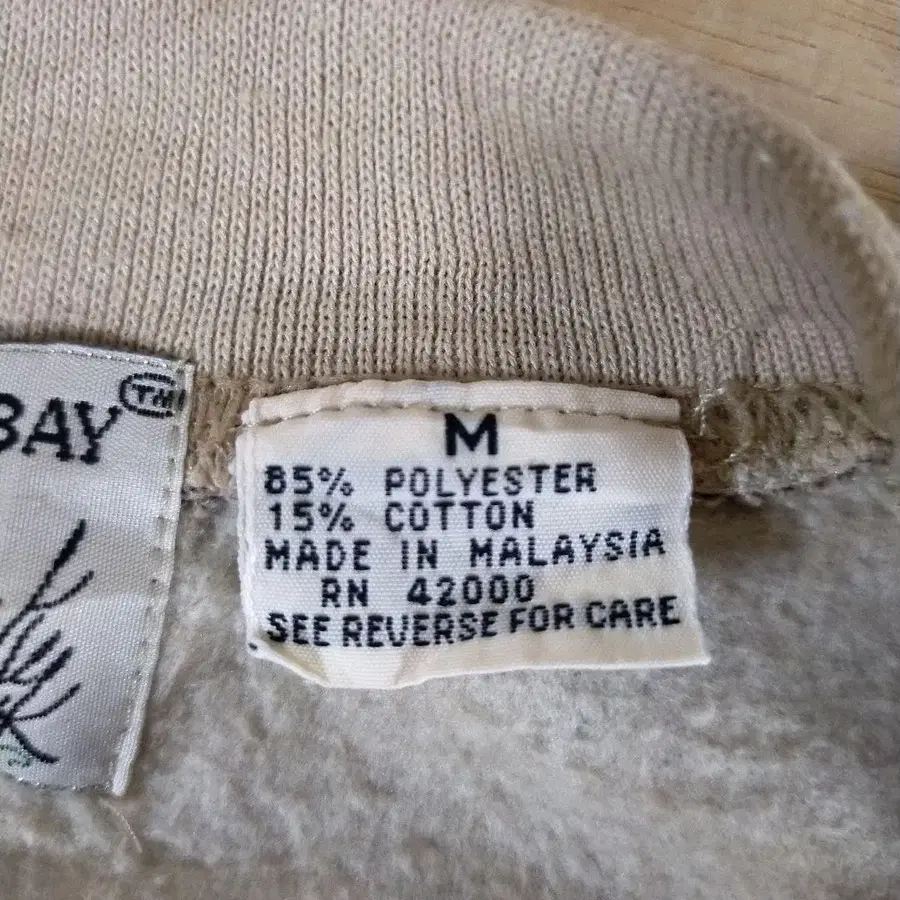 BAY TM
M
85% POLYESTER
15% COTTON
MADE IN MALAYSIA
RN 42000
SEE REVERSE FOR CARE